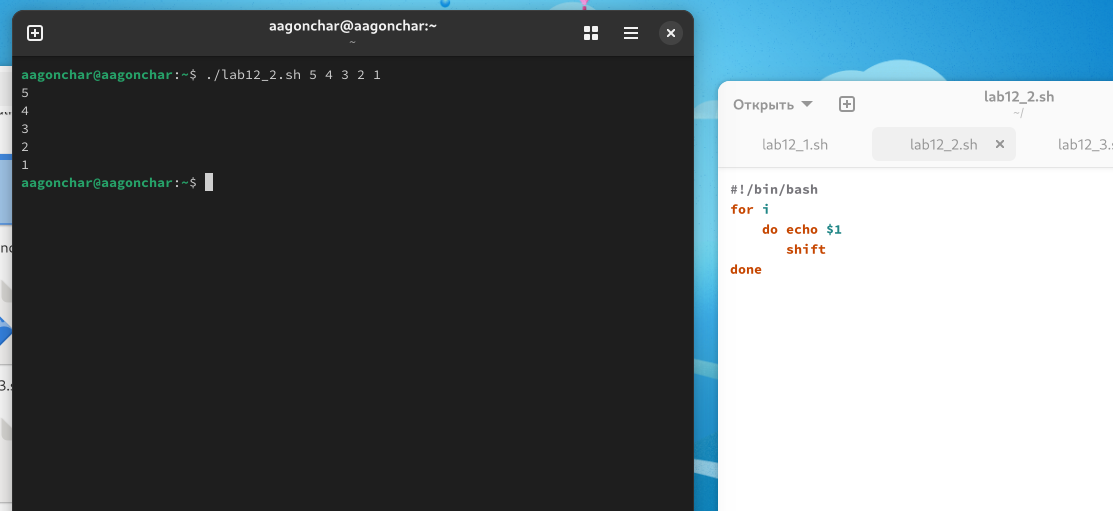 aagonchar@aagonchar:~
~
aagonchar@aagonchar:~$ ./lab12_2.sh 5 4 3 2 1
5
4
3
2
1
aagonchar@aagonchar:~$
3.s
Открыть
lab12_2.sh
~/
lab12_1.sh
lab12_2.sh
lab12_3.s
#!/bin/bash
for i
do echo $1
shift
done